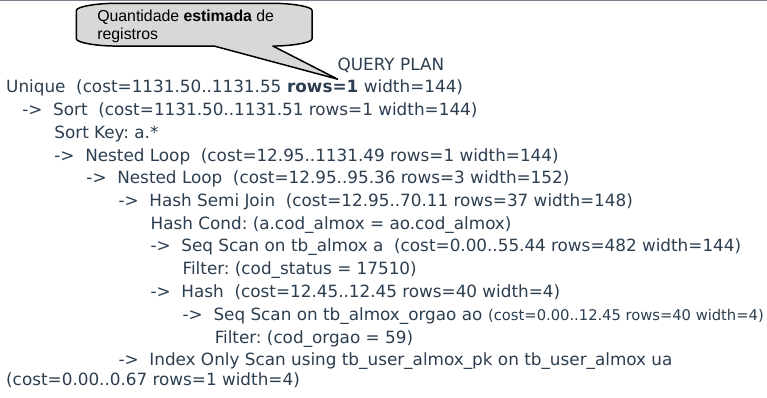 Quantidade estimada de
registros
QUERY PLAN
Unique  (cost=1131.50..1131.55 rows=1 width=144)
-> Sort  (cost=1131.50..1131.51 rows=1 width=144)
Sort Key: a.*
-> Nested Loop  (cost=12.95..1131.49 rows=1 width=144)
-> Nested Loop  (cost=12.95..95.36 rows=3 width=152)
-> Hash Semi Join  (cost=12.95..70.11 rows=37 width=148)
Hash Cond: (a.cod_almox = ao.cod_almox)
-> Seq Scan on tb_almox a  (cost=0.00..55.44 rows=482 width=144)
Filter: (cod_status = 17510)
-> Hash  (cost=12.45..12.45 rows=40 width=4)
-> Seq Scan on tb_almox_orgao ao (cost=0.00..12.45 rows=40 width=4)
Filter: (cod_orgao = 59)
-> Index Only Scan using tb_user_almox_pk on tb_user_almox ua
(cost=0.00..0.67 rows=1 width=4)